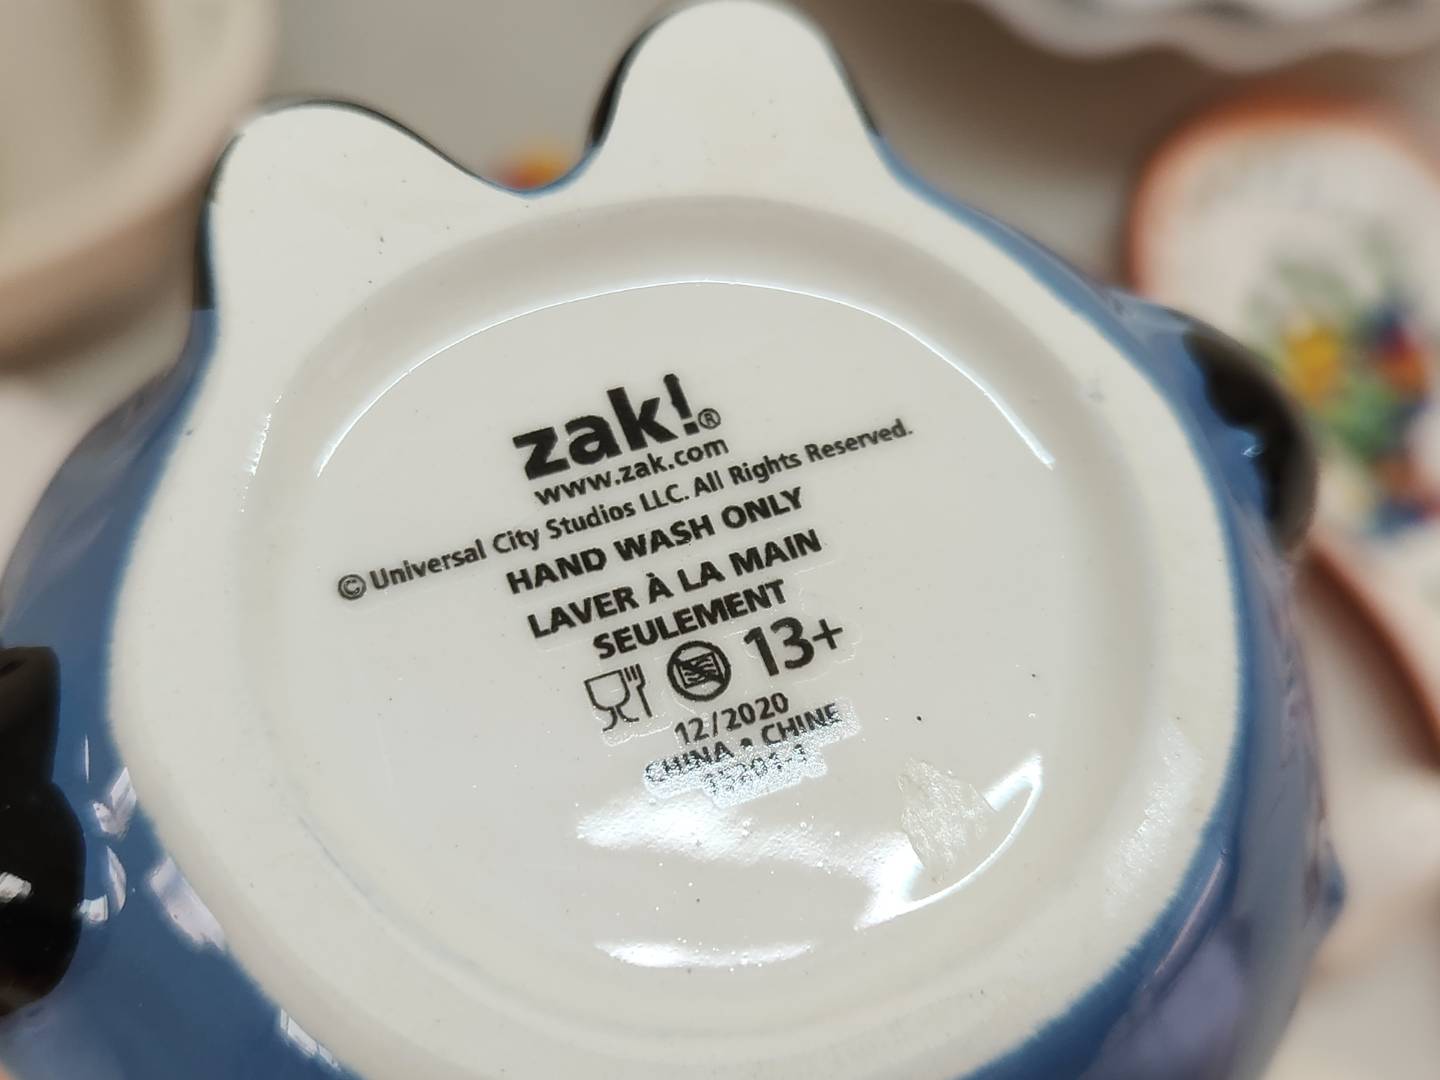 zak!®
www.zak.com
© Universal City Studios LLC. All Rights Reserved.
HAND WASH ONLY
LAVER À LA MAIN
SEULEMENT
13+
12/2020
CHINA • CHINE